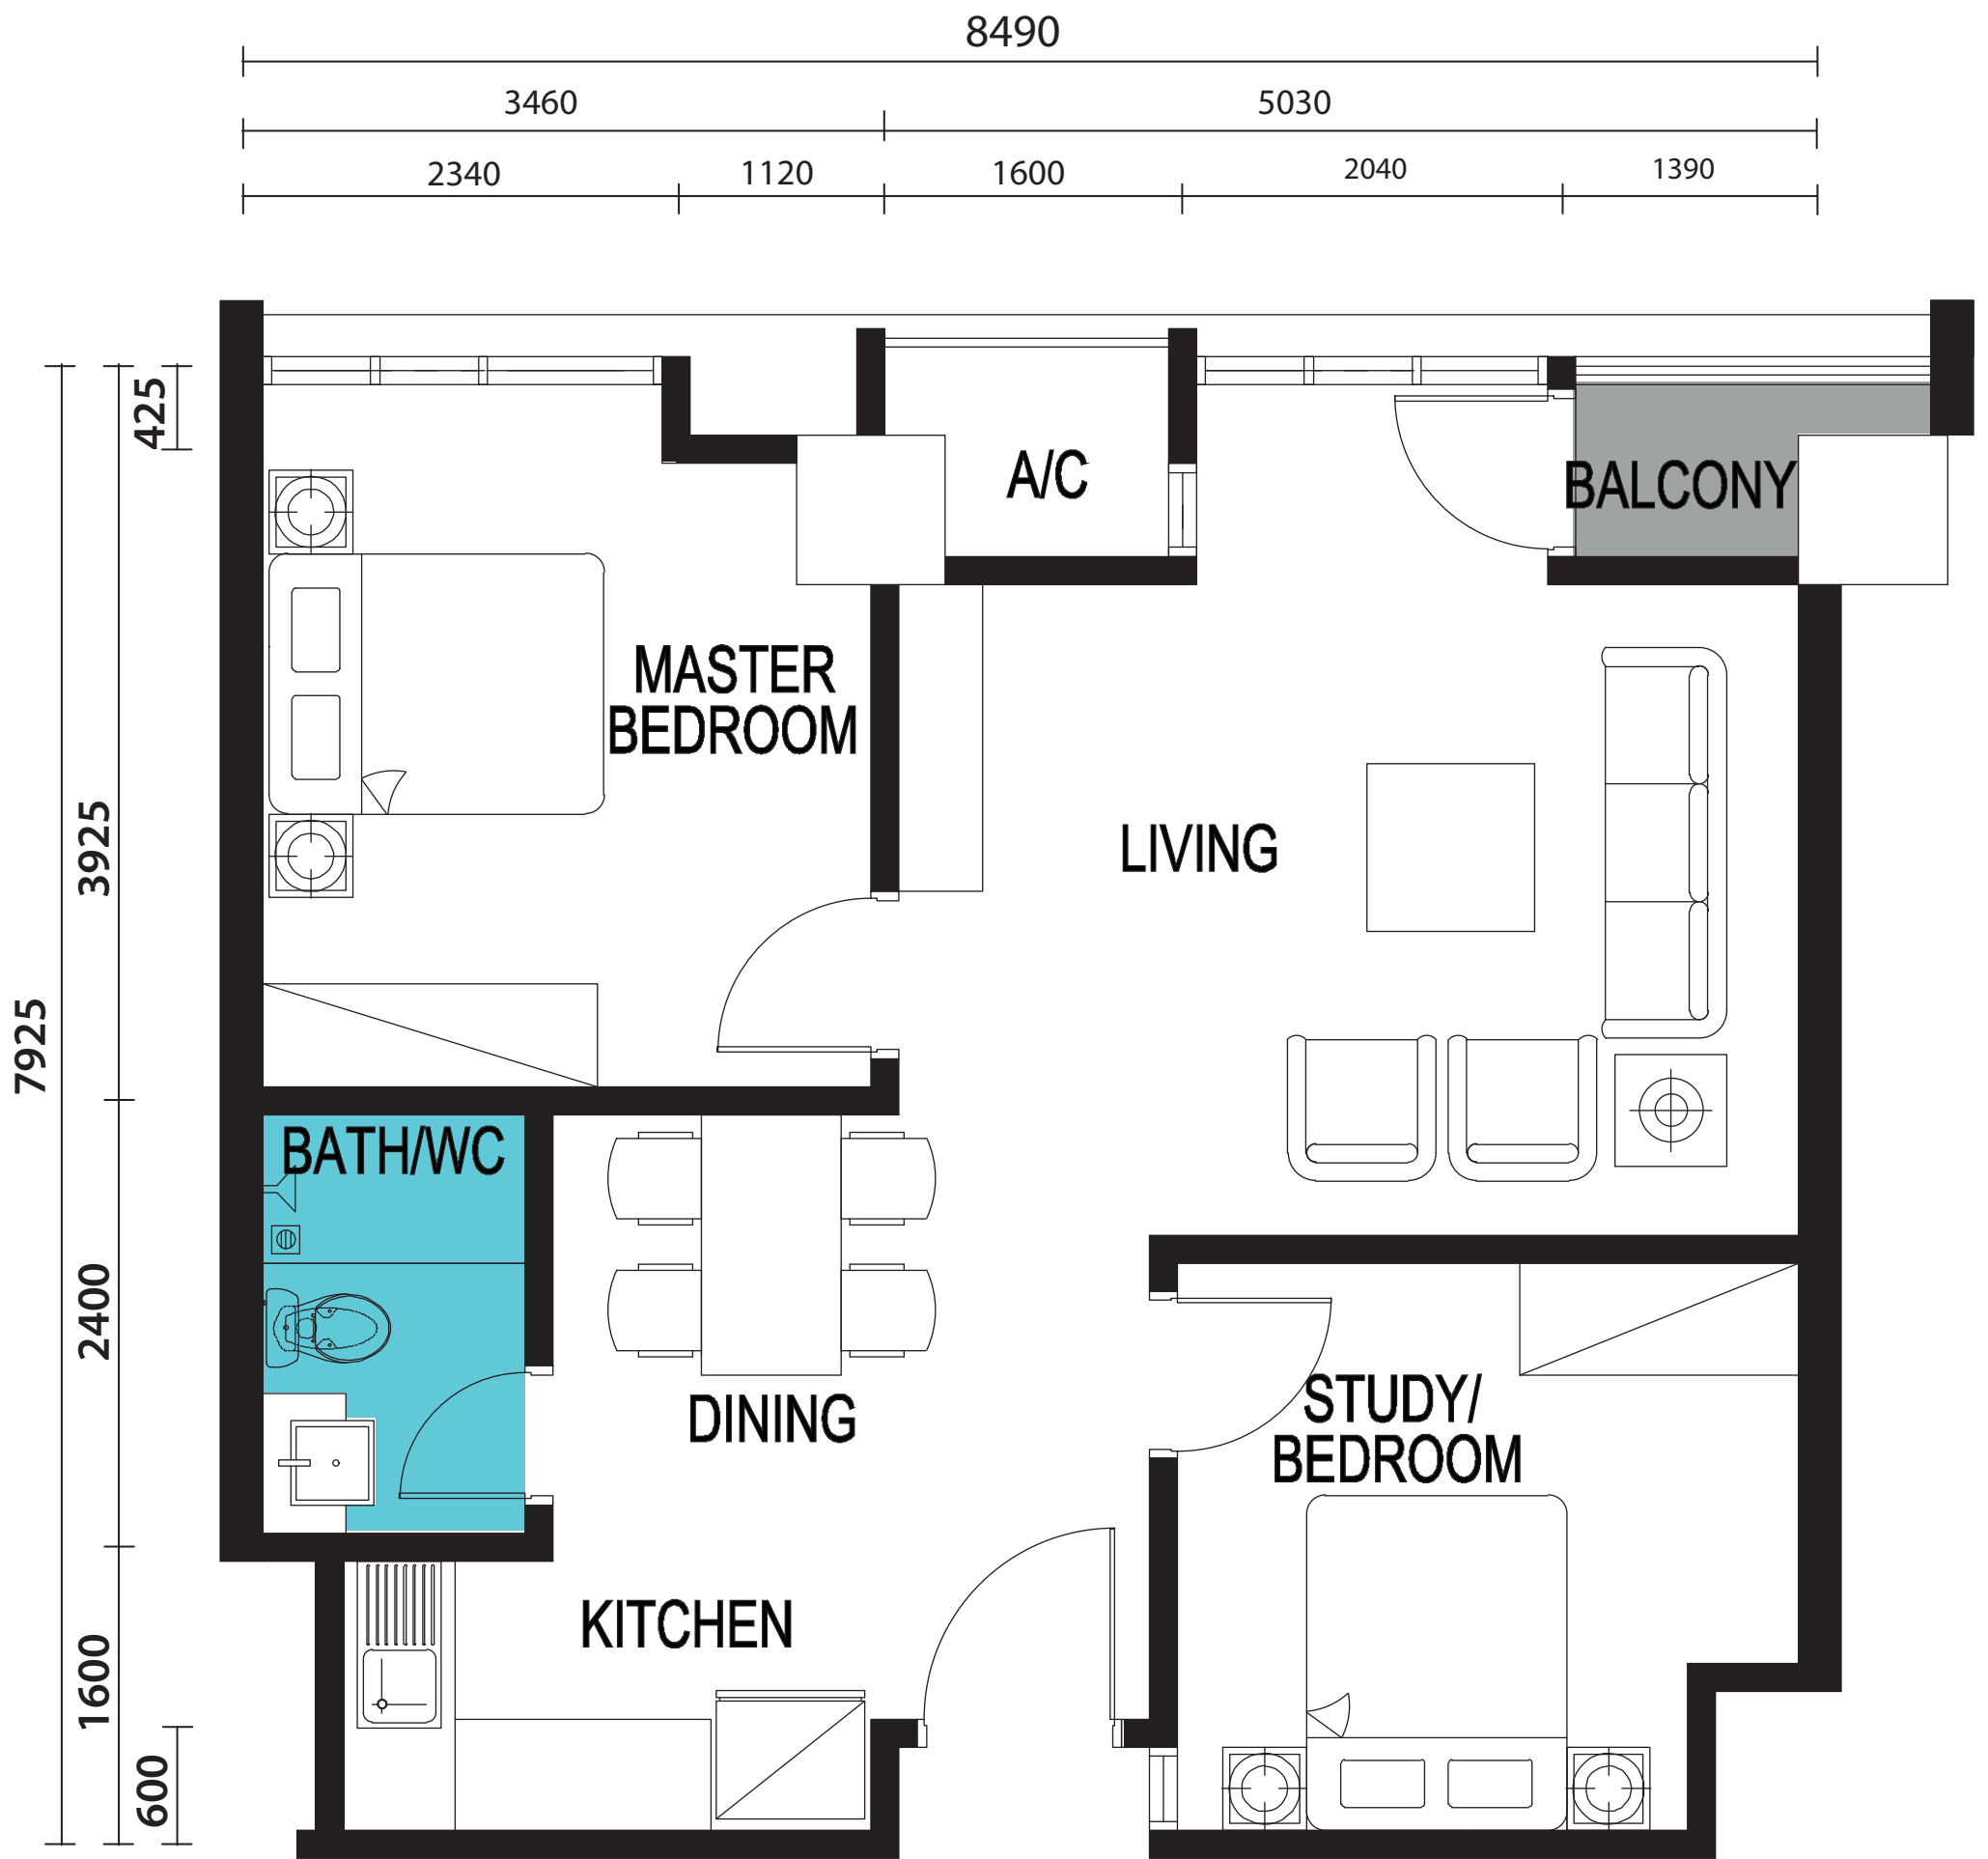 8490
3460
5030
2340
1120
1600
2040
1390
425
3925
7925
2400
1600
600
A/C
BALCONY
MASTER
BEDROOM
LIVING
BATH/WC
DINING
STUDY/
BEDROOM
KITCHEN